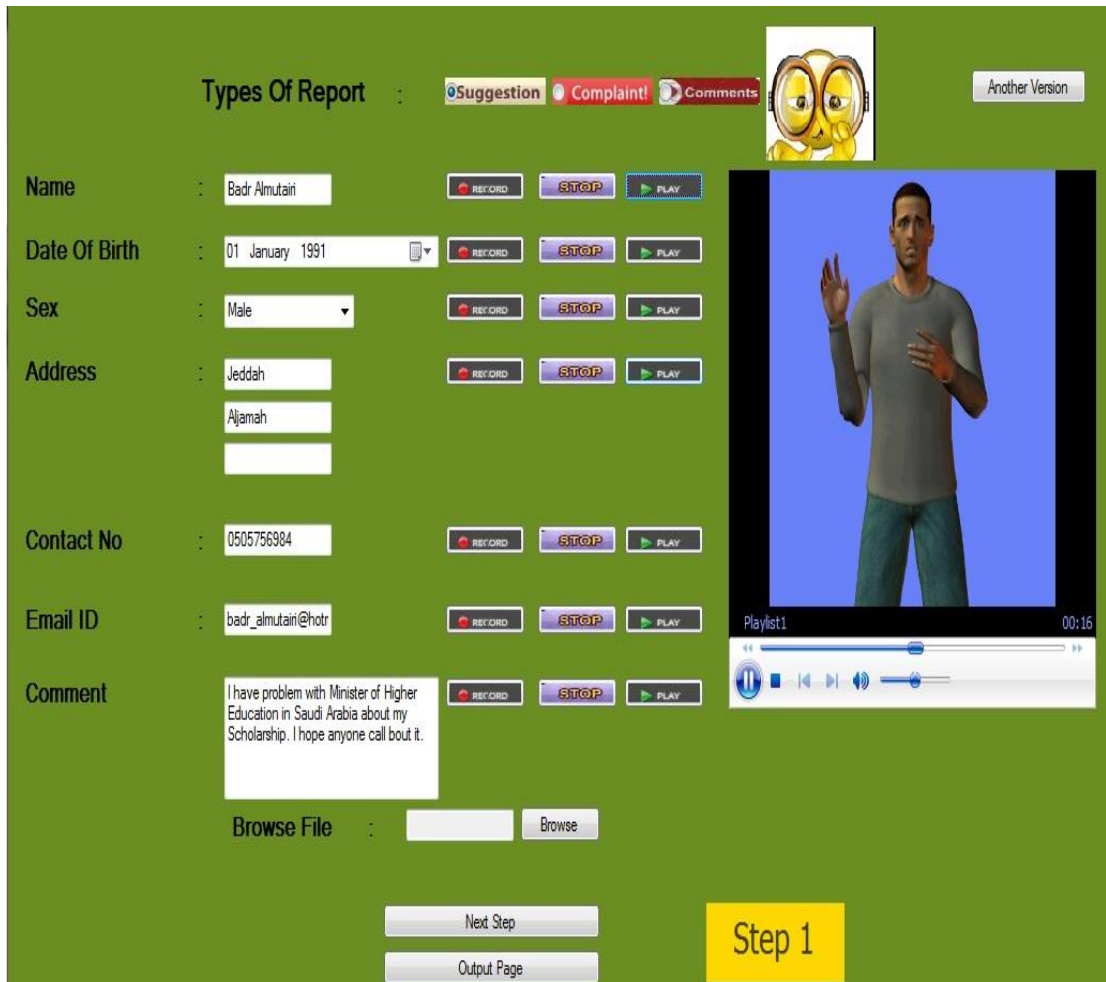 Types Of Report : Suggestion Complaint! Comments Another Version
Name : Badr Almutairi RECORD STOP PLAY
Date Of Birth : 01 January 1991 RECORD STOP PLAY
Sex : Male RECORD STOP PLAY
Address : Jeddah RECORD STOP PLAY
Aljamah
Contact No : 0505756984 RECORD STOP PLAY
Email ID : badr_almutairi@hotr RECORD STOP PLAY
Playlist1 00:16
Comment I have problem with Minister of Higher RECORD STOP PLAY
Education in Saudi Arabia about my
Scholarship. I hope anyone call bout it.
Browse File : Browse
Next Step
Step 1
Output Page